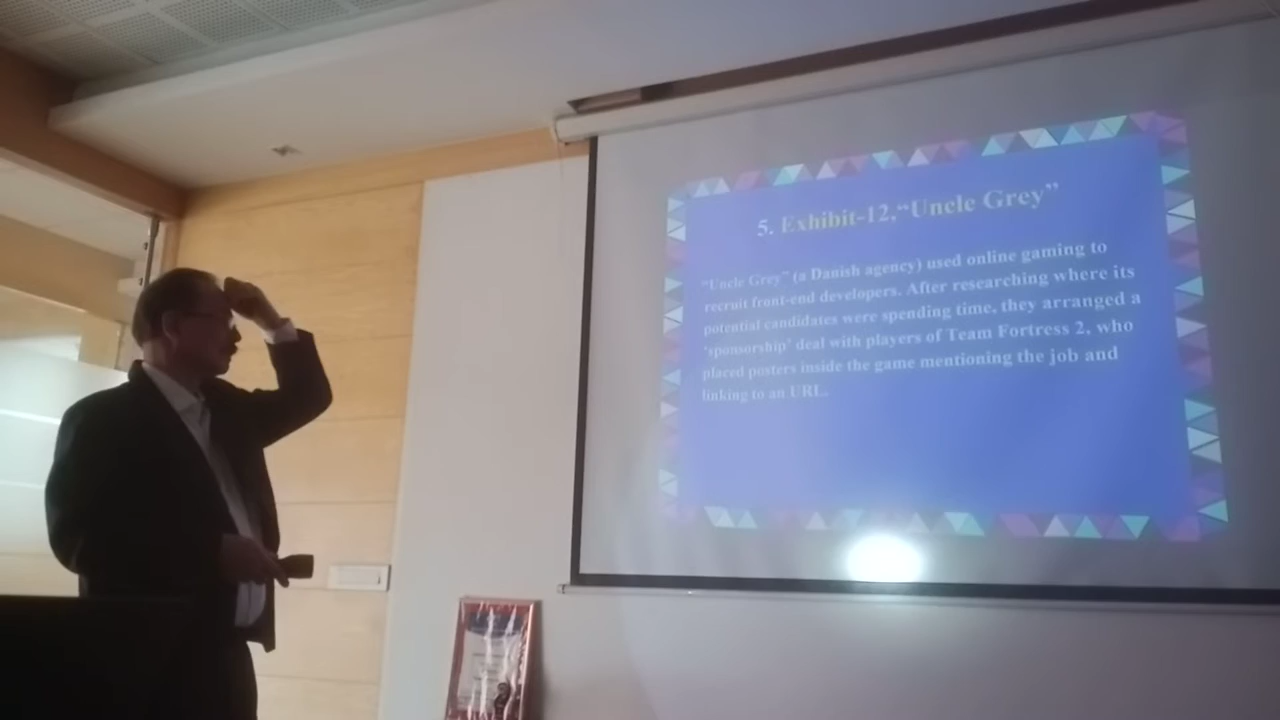 5. Exhibit-12,“Uncle Grey”
“Uncle Grey” (a Danish agency) used online gaming to
recruit front-end developers. After researching where its
potential candidates were spending time, they arranged a
‘sponsorship’ deal with players of Team Fortress 2, who
placed posters inside the game mentioning the job and
linking to an URL.